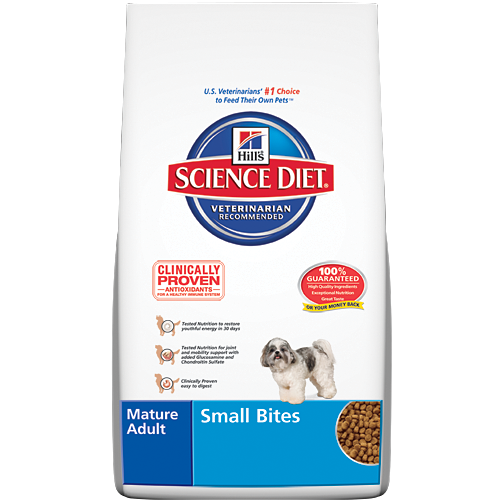 U.S. Veterinarians' #1 Choice
to Feed Their Own Pets™
Hill's
SCIENCE DIET®
VETERINARIAN
RECOMMENDED
CLINICALLY
PROVEN
ANTIOXIDANTS
FOR A HEALTHY IMMUNE SYSTEM
100%
GUARANTEED
High Quality Ingredients
Exceptional Nutrition
Great Taste
OR YOUR MONEY BACK
Tested Nutrition to restore
youthful energy in 30 days
Tested Nutrition for joint
and mobility support with
added Glucosamine and
Chondroitin Sulfate
Clinically Proven
easy to digest
Mature
Adult
Small Bites